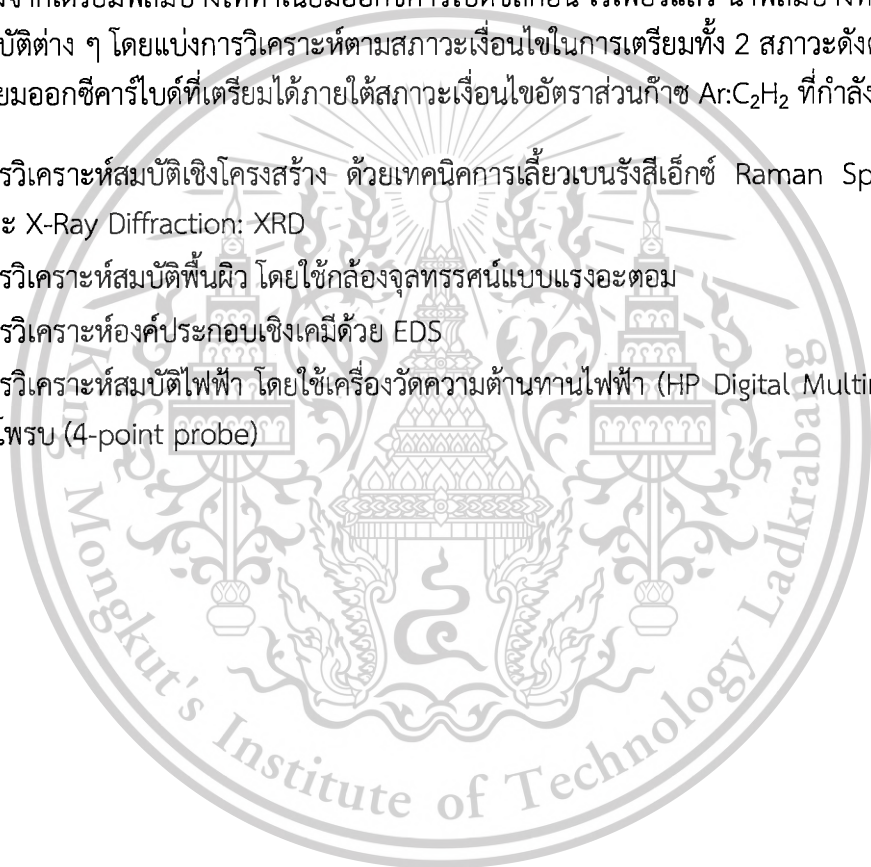 บัติต่าง ๆ โดยแบ่งการวิเคราะห์ตามสภาวะเงื่อนไขในการเตรียมทั้ง 2 สภาวะดัง
ยมออกซีคาร์ไบด์ที่เตรียมได้ภายใต้สภาวะเงื่อนไขอัตราส่วนก๊าซ Ar:C₂H₂ ที่กำลัง
รวิเคราะห์สมบัติเชิงโครงสร้าง ด้วยเทคนิคการเลี้ยวเบนรังสีเอ็กซ์ Raman Sp
ะ X-Ray Diffraction: XRD
รวิเคราะห์สมบัติพื้นผิว โดยใช้กล้องจุลทรรศน์แบบแรงอะตอม
รวิเคราะห์องค์ประกอบเชิงเคมีด้วย EDS
รวิเคราะห์สมบัติไฟฟ้า โดยใช้เครื่องวัดความต้านทานไฟฟ้า (HP Digital Multi
โพรบ (4-point probe)
King Mongkut's Institute of Technology Ladkrabang